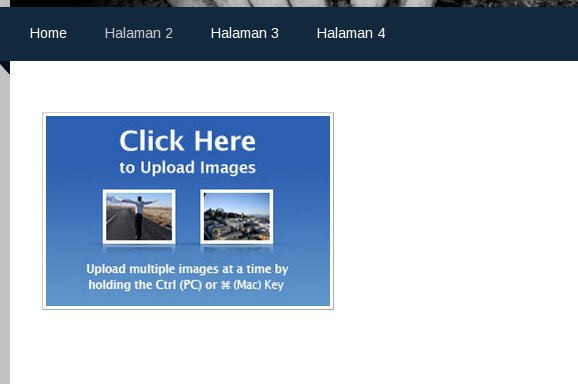 Home Halaman 2 Halaman 3 Halaman 4
Click Here
to Upload Images
Upload multiple images at a time by
holding the Ctrl (PC) or ⌘ (Mac) Key